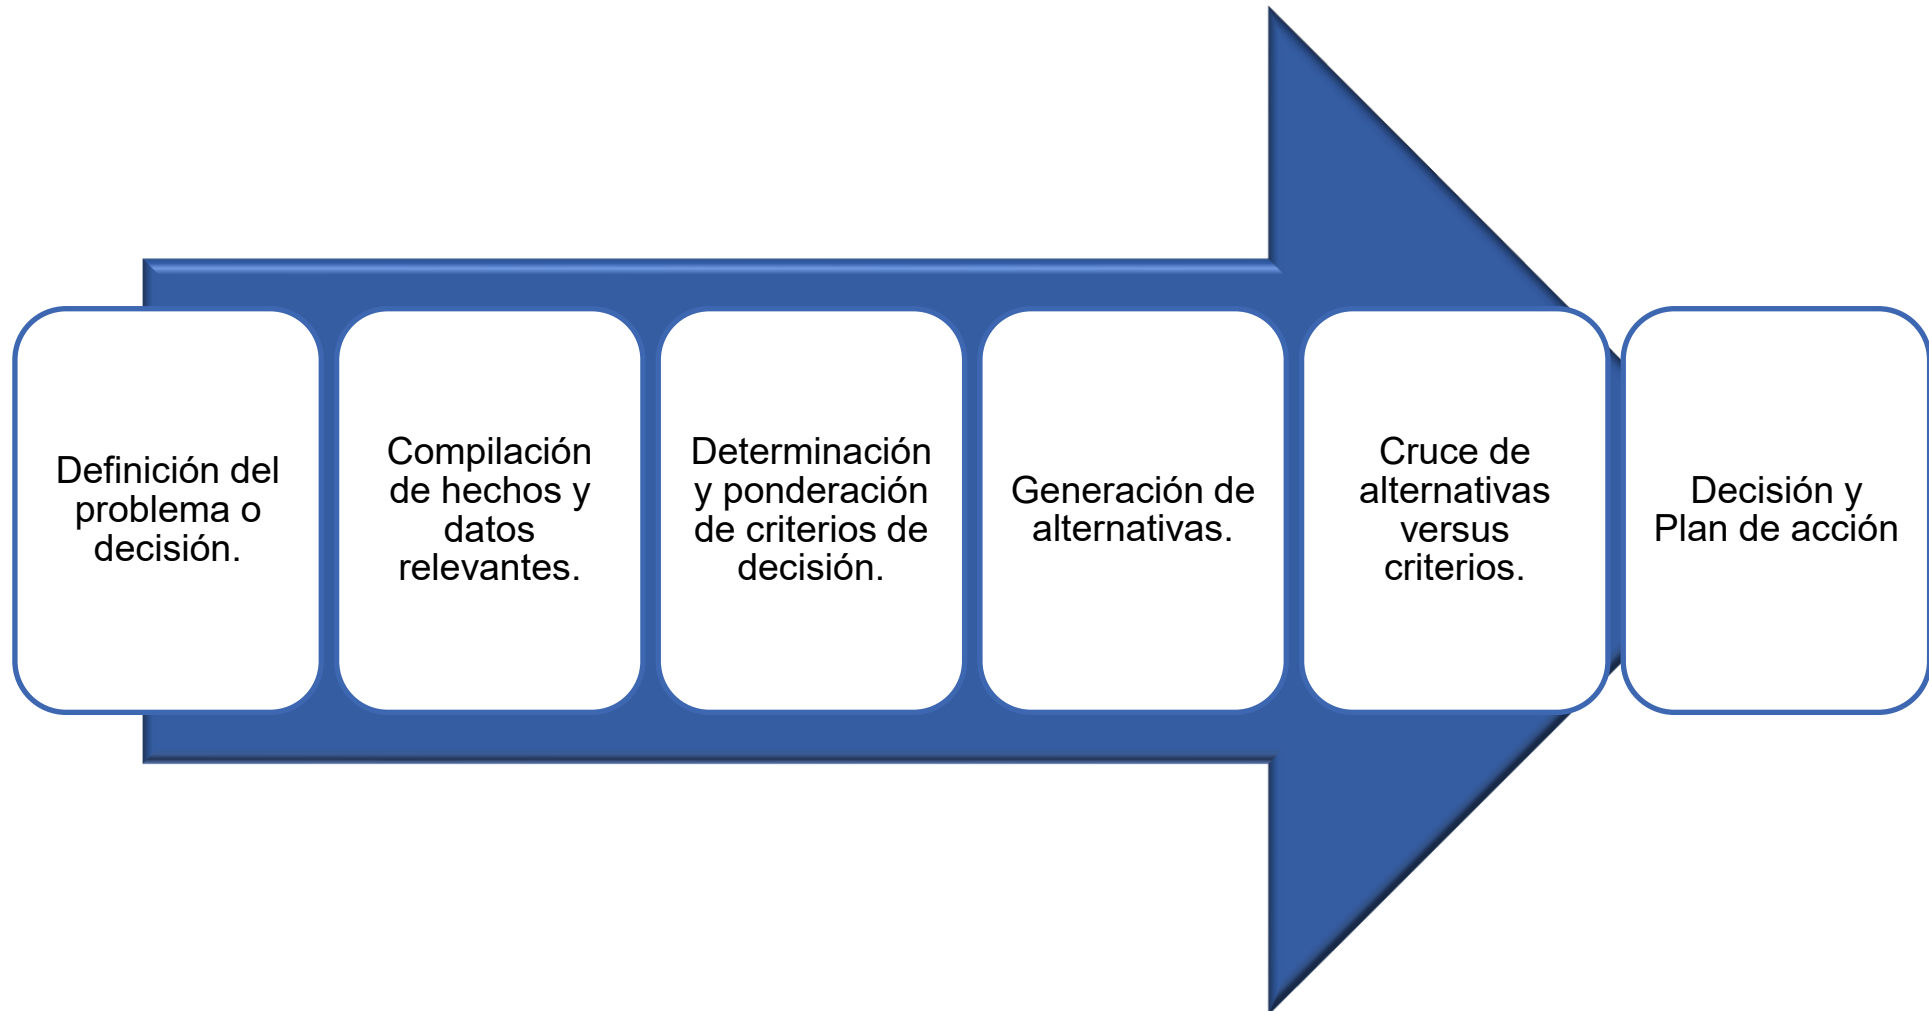 Definición del
problema o
decisión.
Compilación
de hechos y
datos
relevantes.
Determinación
y ponderación
de criterios de
decisión.
Generación de
alternativas.
Cruce de
alternativas
versus
criterios.
Decisión y
Plan de acción